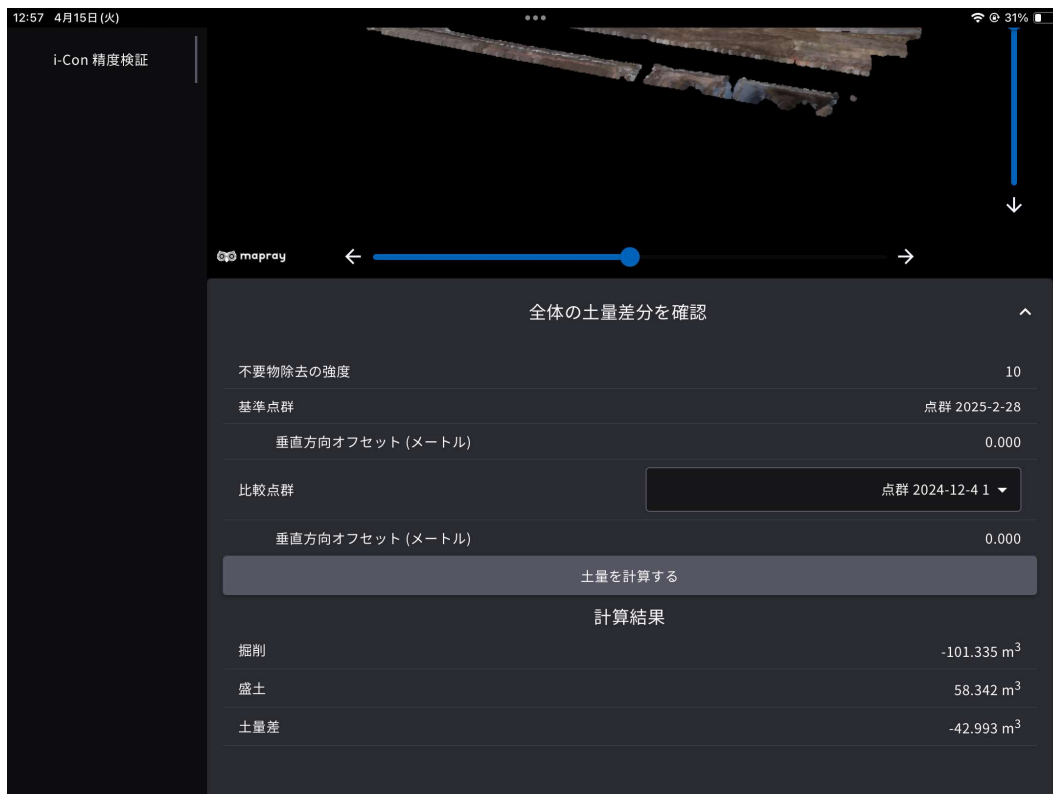 12:57 4月15日(火)
31%
i-Con 精度検証
mapray
全体の土量差分を確認
不要物除去の強度 10
基準点群 点群 2025-2-28
垂直方向オフセット (メートル) 0.000
比較点群 点群 2024-12-4 1
垂直方向オフセット (メートル) 0.000
土量を計算する
計算結果
掘削 -101.335 m³
盛土 58.342 m³
土量差 -42.993 m³